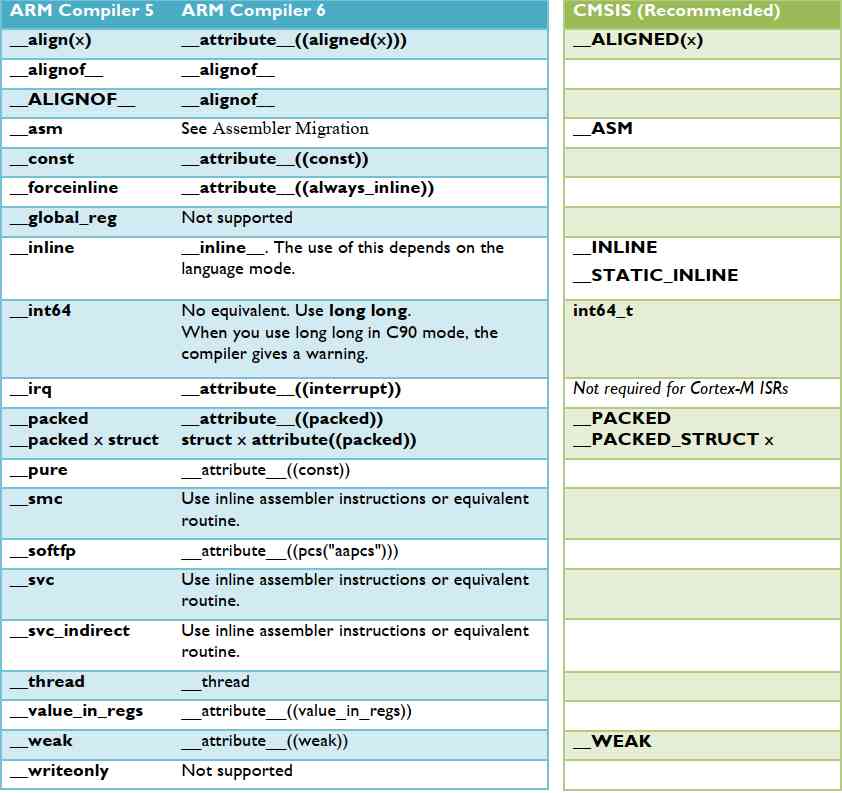 ARM Compiler 5 ARM Compiler 6 CMSIS (Recommended)
__align(x) __attribute__((aligned(x))) __ALIGNED(x)
__alignof__ __alignof__
__ALIGNOF__ __alignof__
__asm See Assembler Migration __ASM
__const __attribute__((const))
__forceinline __attribute__((always_inline))
__global_reg Not supported
__inline __inline__. The use of this depends on the __INLINE
language mode. __STATIC_INLINE
__int64 No equivalent. Use long long. int64_t
When you use long long in C90 mode, the
compiler gives a warning.
__irq __attribute__((interrupt)) Not required for Cortex-M ISRs
__packed __attribute__((packed)) __PACKED
__packed x struct struct x attribute((packed)) __PACKED_STRUCT x
__pure __attribute__((const))
__smc Use inline assembler instructions or equivalent
routine.
__softfp __attribute__((pcs("aapcs")))
__svc Use inline assembler instructions or equivalent
routine.
__svc_indirect Use inline assembler instructions or equivalent
routine.
__thread __thread
__value_in_regs __attribute__((value_in_regs))
__weak __attribute__((weak)) __WEAK
__writeonly Not supported